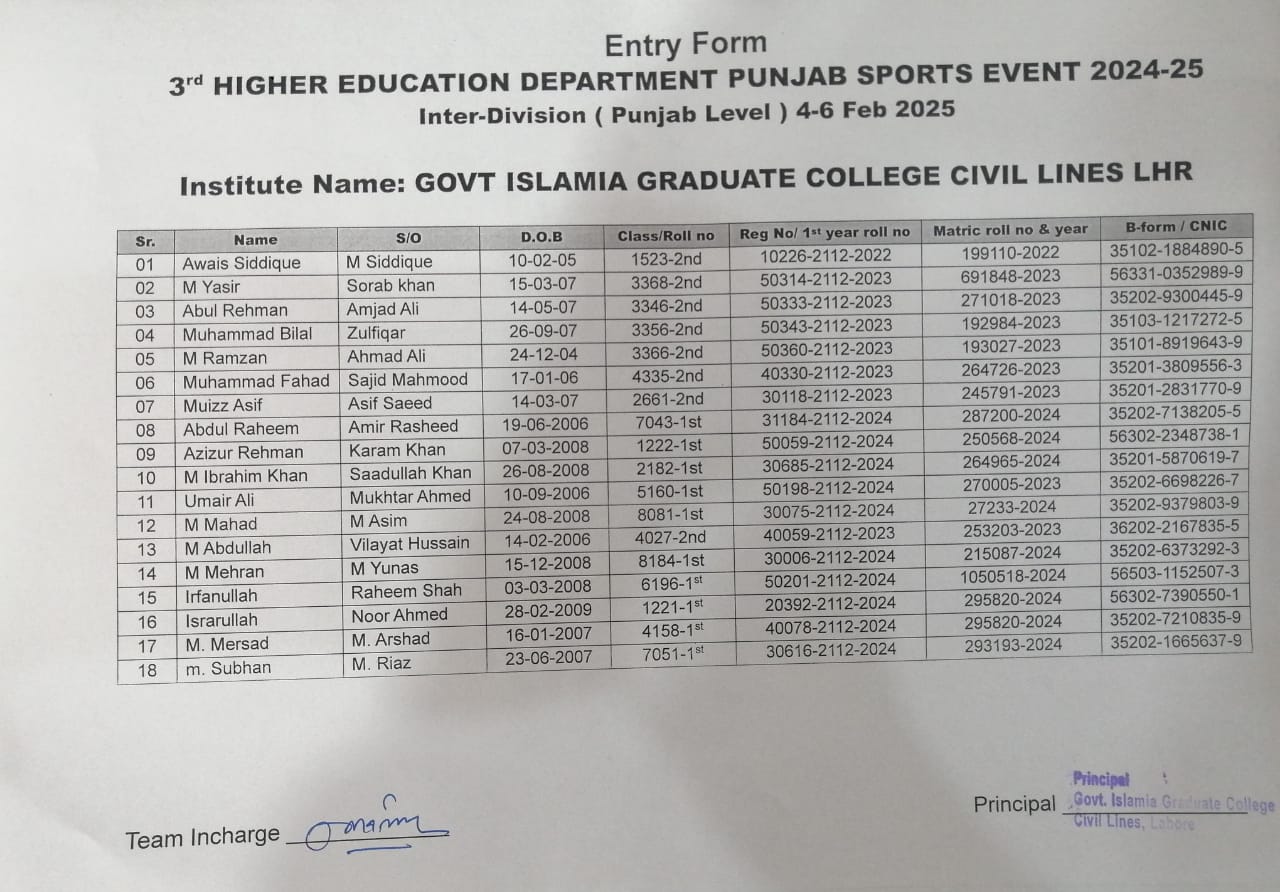 Entry Form
3rd HIGHER EDUCATION DEPARTMENT PUNJAB SPORTS EVENT 2024-25
Inter-Division ( Punjab Level ) 4-6 Feb 2025
Institute Name: GOVT ISLAMIA GRADUATE COLLEGE CIVIL LINES LHR
Sr. Name S/O D.O.B Class/Roll no Reg No/ 1st year roll no Matric roll no & year B-form / CNIC
01 Awais Siddique M Siddique 10-02-05 1523-2nd 10226-2112-2022 199110-2022 35102-1884890-5
02 M Yasir Sorab khan 15-03-07 3368-2nd 50314-2112-2023 691848-2023 56331-0352989-9
03 Abul Rehman Amjad Ali 14-05-07 3346-2nd 50333-2112-2023 271018-2023 35202-9300445-9
04 Muhammad Bilal Zulfiqar 26-09-07 3356-2nd 50343-2112-2023 192984-2023 35103-1217272-5
05 M Ramzan Ahmad Ali 24-12-04 3366-2nd 50360-2112-2023 193027-2023 35101-8919643-9
06 Muhammad Fahad Sajid Mahmood 17-01-06 4335-2nd 40330-2112-2023 264726-2023 35201-3809556-3
07 Muizz Asif Asif Saeed 14-03-07 2661-2nd 30118-2112-2023 245791-2023 35201-2831770-9
08 Abdul Raheem Amir Rasheed 19-06-2006 7043-1st 31184-2112-2024 287200-2024 35202-7138205-5
09 Azizur Rehman Karam Khan 07-03-2008 1222-1st 50059-2112-2024 250568-2024 56302-2348738-1
10 M Ibrahim Khan Saadullah Khan 26-08-2008 2182-1st 30685-2112-2024 264965-2024 35201-5870619-7
11 Umair Ali Mukhtar Ahmed 10-09-2006 5160-1st 50198-2112-2024 270005-2023 35202-6698226-7
12 M Mahad M Asim 24-08-2008 8081-1st 30075-2112-2024 27233-2024 35202-9379803-9
13 M Abdullah Vilayat Hussain 14-02-2006 4027-2nd 40059-2112-2023 253203-2023 36202-2167835-5
14 M Mehran M Yunas 15-12-2008 8184-1st 30006-2112-2024 215087-2024 35202-6373292-3
15 Irfanullah Raheem Shah 03-03-2008 6196-1st 50201-2112-2024 1050518-2024 56503-1152507-3
16 Israrullah Noor Ahmed 28-02-2009 1221-1st 20392-2112-2024 295820-2024 56302-7390550-1
17 M. Mersad M. Arshad 16-01-2007 4158-1st 40078-2112-2024 295820-2024 35202-7210835-9
18 m. Subhan M. Riaz 23-06-2007 7051-1st 30616-2112-2024 293193-2024 35202-1665637-9
Principal
Principal Govt. Islamia Graduate College
Civil Lines, Lahore
Team Incharge